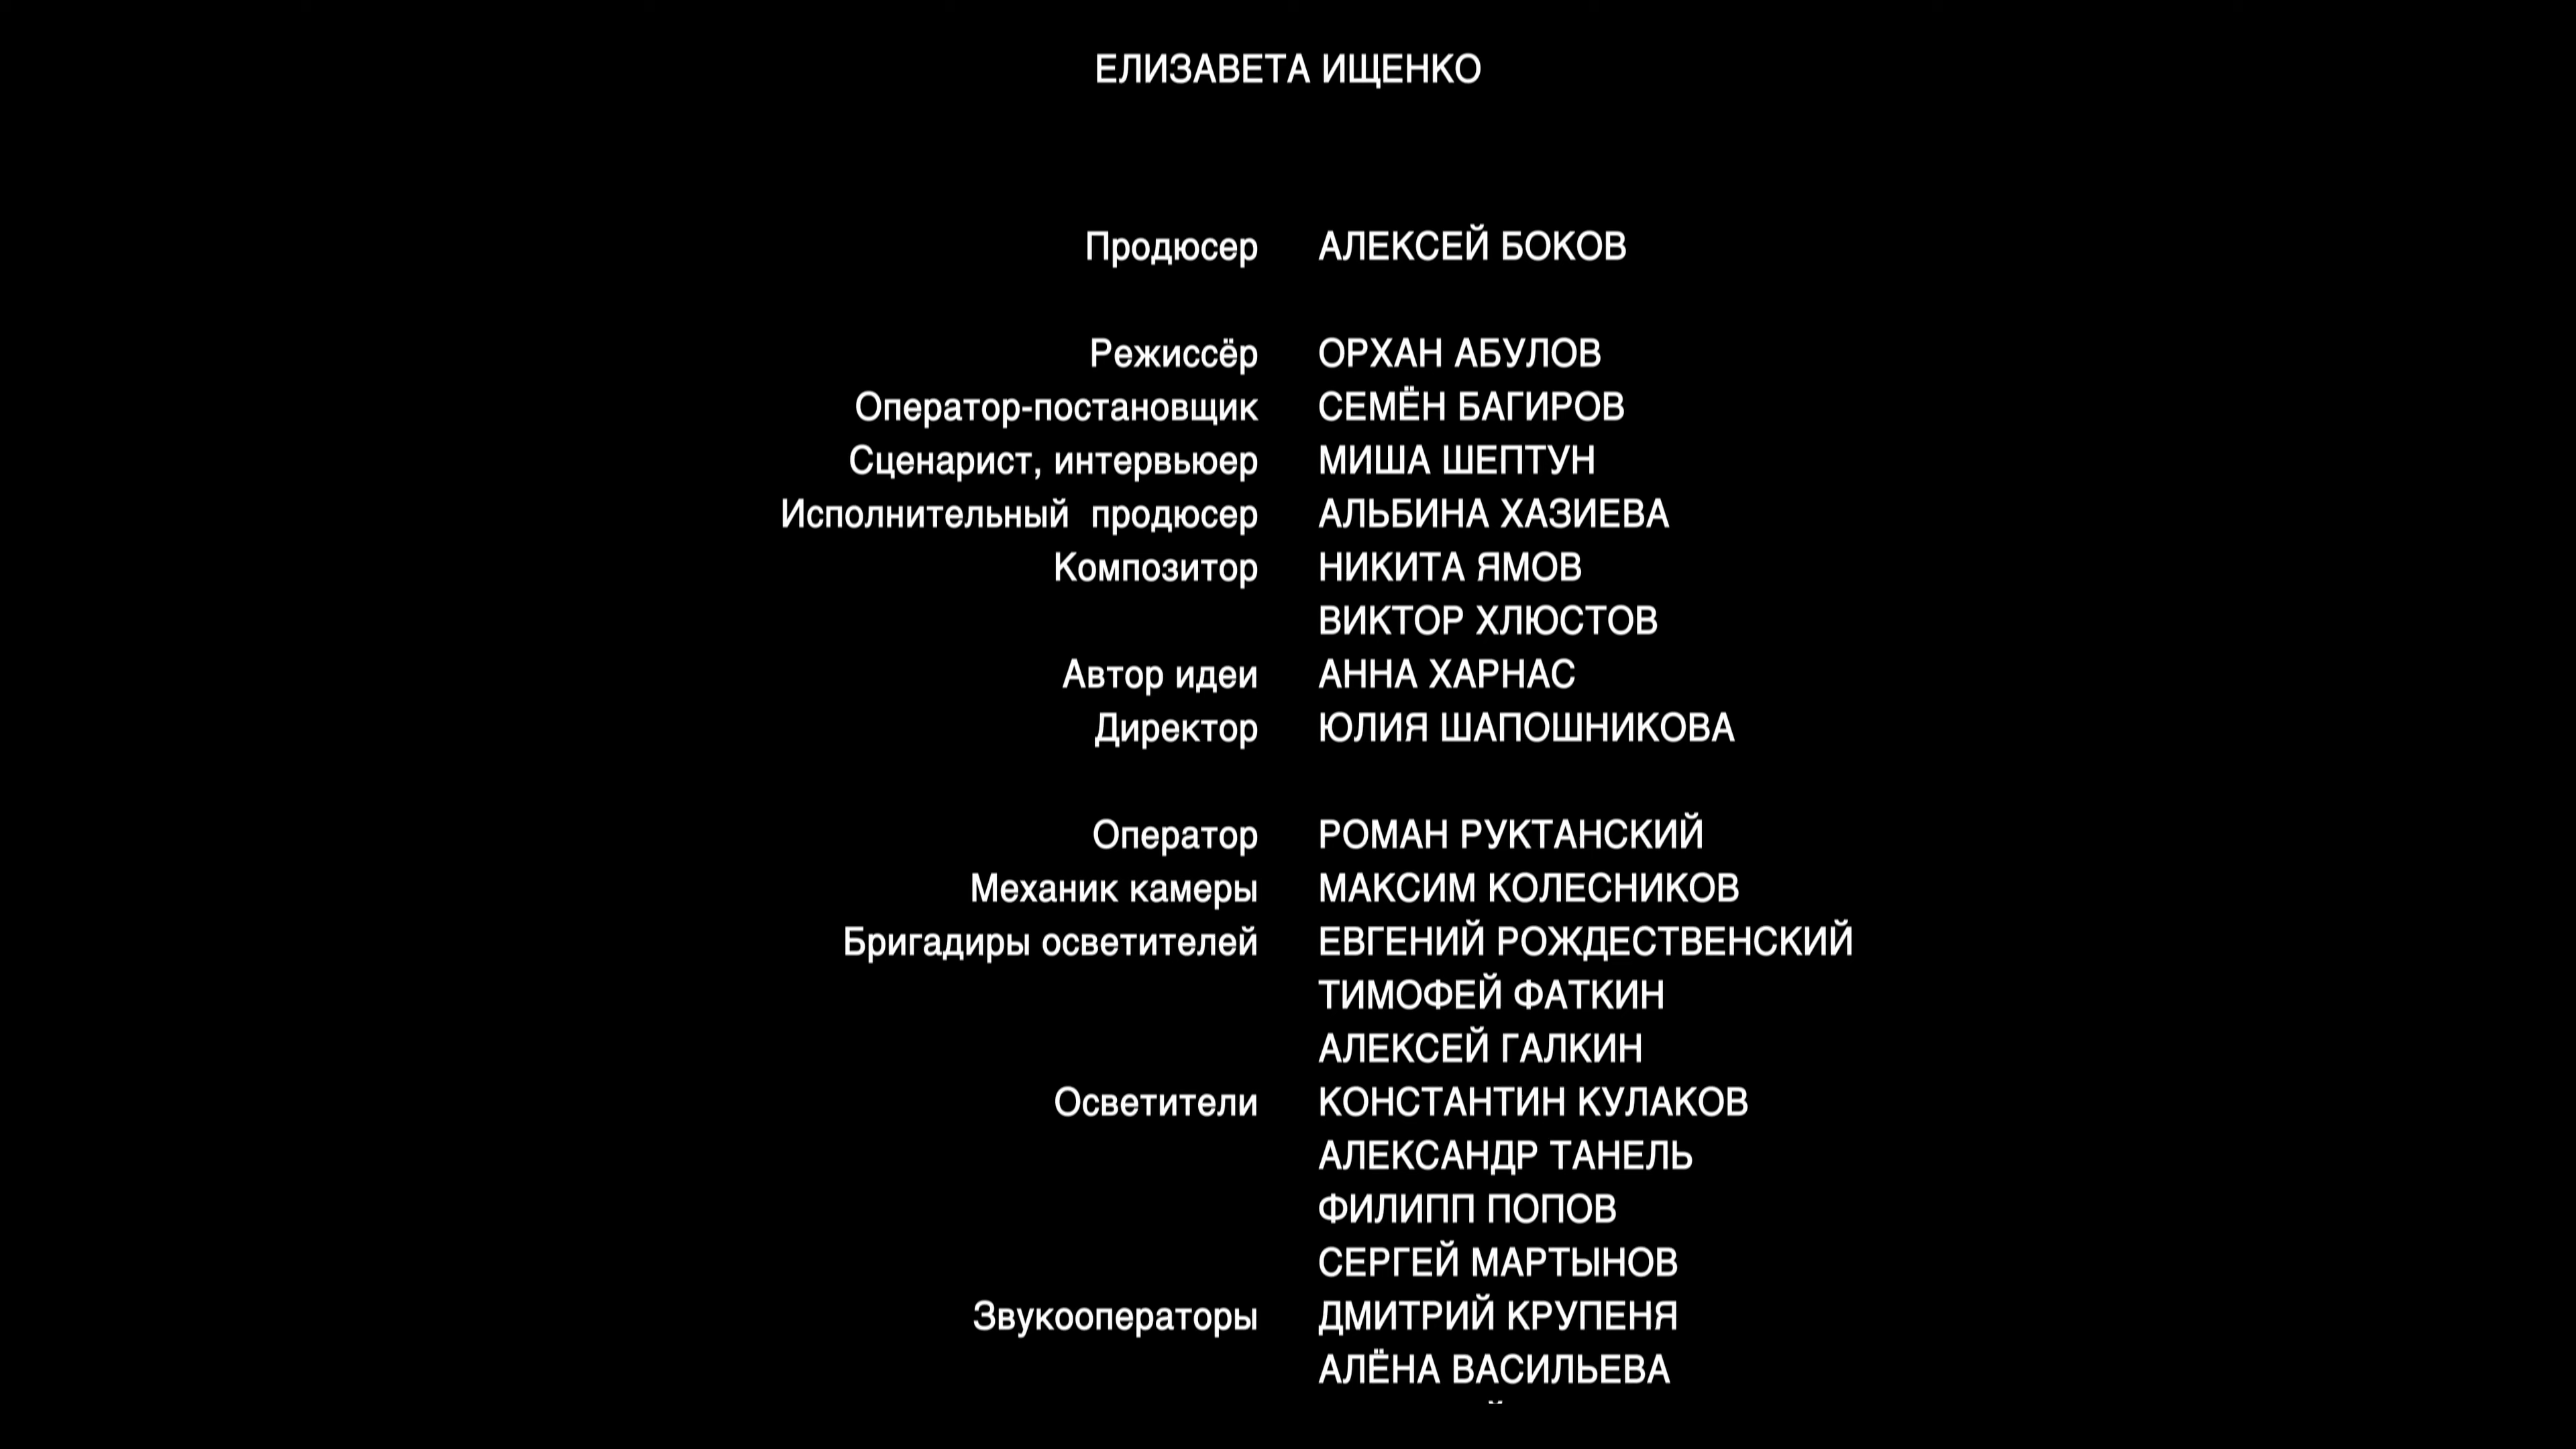 ЕЛИЗАВЕТА ИЩЕНКО
Продюсер АЛЕКСЕЙ БОКОВ
Режиссёр ОРХАН АБУЛОВ
Оператор-постановщик СЕМЁН БАГИРОВ
Сценарист, интервьюер МИША ШЕПТУН
Исполнительный продюсер АЛЬБИНА ХАЗИЕВА
Композитор НИКИТА ЯМОВ
ВИКТОР ХЛЮСТОВ
Автор идеи АННА ХАРНАС
Директор ЮЛИЯ ШАПОШНИКОВА
Оператор РОМАН РУКТАНСКИЙ
Механик камеры МАКСИМ КОЛЕСНИКОВ
Бригадиры осветителей ЕВГЕНИЙ РОЖДЕСТВЕНСКИЙ
ТИМОФЕЙ ФАТКИН
АЛЕКСЕЙ ГАЛКИН
Осветители КОНСТАНТИН КУЛАКОВ
АЛЕКСАНДР ТАНЕЛЬ
ФИЛИПП ПОПОВ
СЕРГЕЙ МАРТЫНОВ
Звукооператоры ДМИТРИЙ КРУПЕНЯ
АЛЁНА ВАСИЛЬЕВА